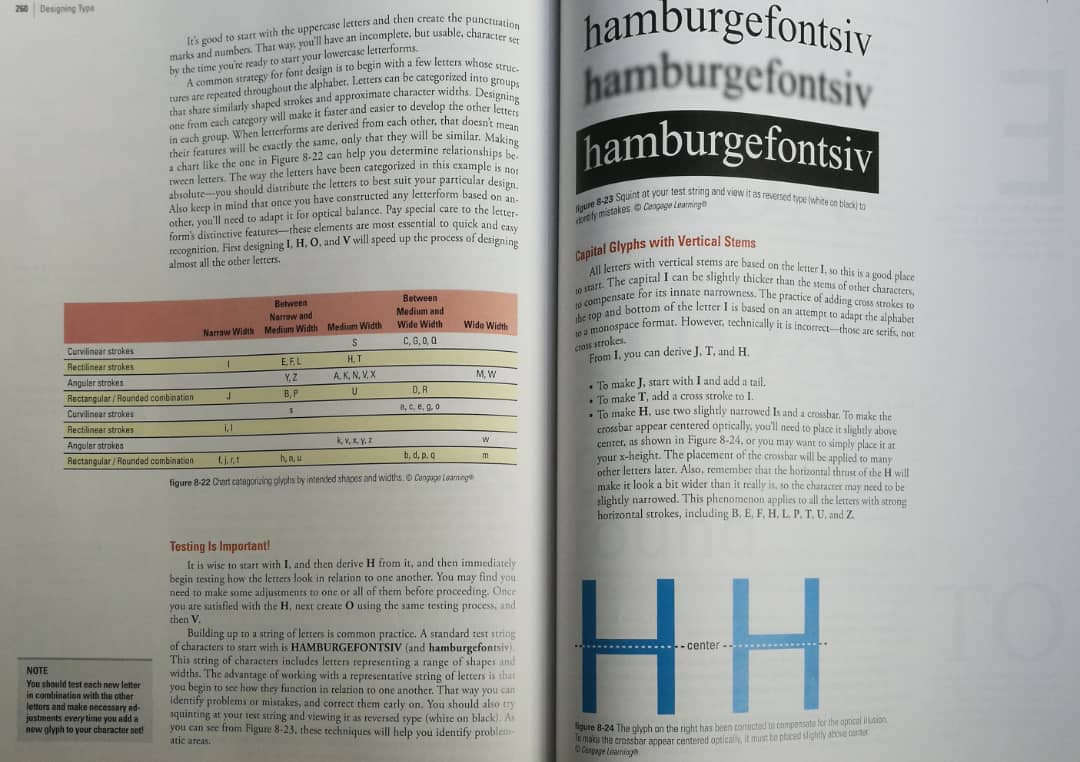 260 Designing Type
It's good to start with the uppercase letters and then create the punctuation
marks and numbers. That way, you'll have an incomplete, but usable, character set
by the time you're ready to start your lowercase letterforms.
A common strategy for font design is to begin with a few letters whose struc-
tures are repeated throughout the alphabet. Letters can be categorized into groups
that share similarly shaped strokes and approximate character widths. Designing
one from each category will make it faster and easier to develop the other letters
in each group. When letterforms are derived from each other, that doesn't mean
their features will be exactly the same, only that they will be similar. Making
a chart like the one in Figure 8-22 can help you determine relationships be-
tween letters. The way the letters have been categorized in this example is not
absolute—you should distribute the letters to best suit your particular design.
Also keep in mind that once you have constructed any letterform based on an-
other, you'll need to adapt it for optical balance. Pay special care to the letter-
form's distinctive features—these elements are most essential to quick and easy
recognition. First designing I, H, O, and V will speed up the process of designing
almost all the other letters.
Narrow Width Between Narrow and Medium Width Medium Width Between Medium and Wide Width Wide Width
Curvilinear strokes S C, G, O, Q
Rectilinear strokes I E, F, L H, T
Angular strokes Y, Z A, K, N, V, X M, W
Rectangular / Rounded combination J B, P U D, R
Curvilinear strokes s a, c, e, g, o
Rectilinear strokes i, l
Angular strokes k, v, x, y, z w
Rectangular / Rounded combination f, j, r, t h, n, u b, d, p, q m
figure 8-22 Chart categorizing glyphs by intended shapes and widths. © Cengage Learning®
Testing Is Important!
It is wise to start with I, and then derive H from it, and then immediately
begin testing how the letters look in relation to one another. You may find you
need to make some adjustments to one or all of them before proceeding. Once
you are satisfied with the H, next create O using the same testing process, and
then V.
Building up to a string of letters is common practice. A standard test string
of characters to start with is HAMBURGEFONTSIV (and hamburgefontsiv).
This string of characters includes letters representing a range of shapes and
widths. The advantage of working with a representative string of letters is that
you begin to see how they function in relation to one another. That way you can
identify problems or mistakes, and correct them early on. You should also try
squinting at your test string and viewing it as reversed type (white on black). As
you can see from Figure 8-23, these techniques will help you identify problem-
atic areas.
NOTE
You should test each new letter
in combination with the other
letters and make necessary ad-
justments every time you add a
new glyph to your character set!
hamburgefontsiv
hamburgefontsiv
hamburgefontsiv
figure 8-23 Squint at your test string and view it as reversed type (white on black) to
identify mistakes. © Cengage Learning®
Capital Glyphs with Vertical Stems
All letters with vertical stems are based on the letter I, so this is a good place
to start. The capital I can be slightly thicker than the stems of other characters,
to compensate for its innate narrowness. The practice of adding cross strokes to
the top and bottom of the letter I is based on an attempt to adapt the alphabet
to a monospace format. However, technically it is incorrect—those are serifs, not
cross strokes.
From I, you can derive J, T, and H.
• To make J, start with I and add a tail.
• To make T, add a cross stroke to I.
• To make H, use two slightly narrowed Is and a crossbar. To make the
crossbar appear centered optically, you'll need to place it slightly above
center, as shown in Figure 8-24, or you may want to simply place it at
your x-height. The placement of the crossbar will be applied to many
other letters later. Also, remember that the horizontal thrust of the H will
make it look a bit wider than it really is, so the character may need to be
slightly narrowed. This phenomenon applies to all the letters with strong
horizontal strokes, including B, E, F, H, L, P, T, U, and Z.
H center H
figure 8-24 The glyph on the right has been corrected to compensate for the optical illusion.
To make the crossbar appear centered optically, it must be placed slightly above center.
© Cengage Learning®